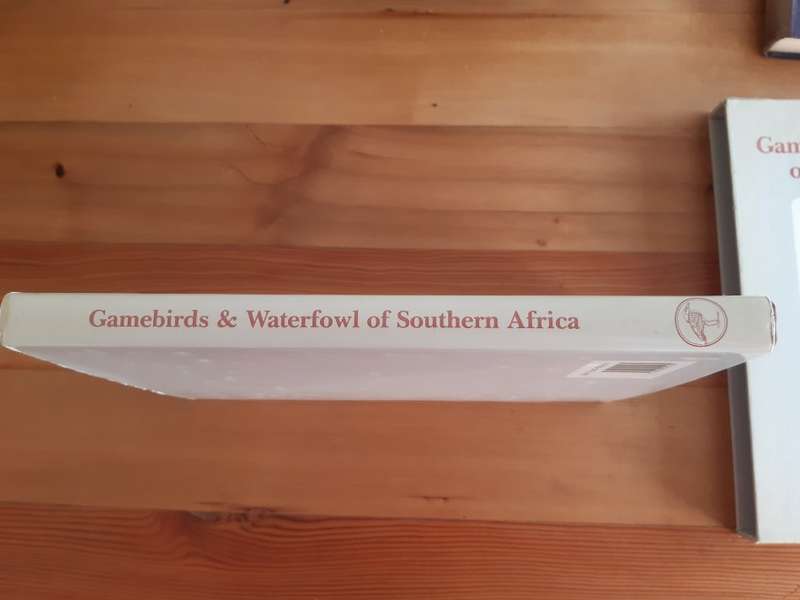 Gamebirds & Waterfowl of Southern Africa
Gam
o